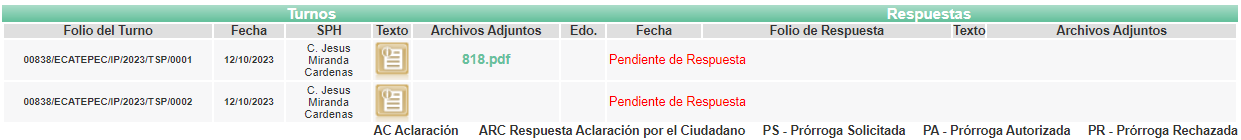 Turnos Respuestas
Folio del Turno Fecha SPH Texto Archivos Adjuntos Edo. Fecha Folio de Respuesta Texto Archivos Adjuntos
00838/ECATEPEC/IP/2023/TSP/0001 12/10/2023 C. Jesus Miranda Cardenas 818.pdf Pendiente de Respuesta
00838/ECATEPEC/IP/2023/TSP/0002 12/10/2023 C. Jesus Miranda Cardenas Pendiente de Respuesta
AC Aclaración ARC Respuesta Aclaración por el Ciudadano PS - Prórroga Solicitada PA - Prórroga Autorizada PR - Prórroga Rechazada